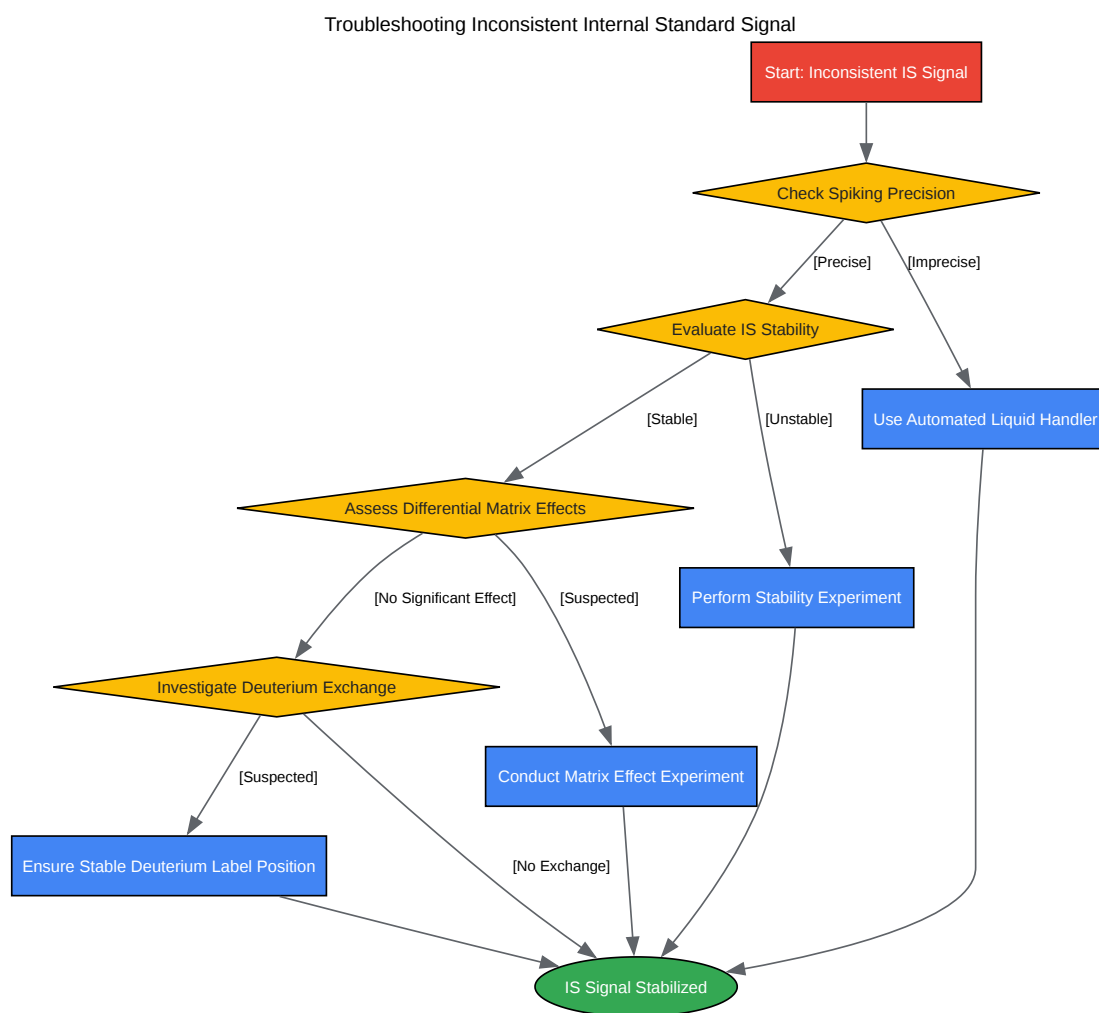 Troubleshooting Inconsistent Internal Standard Signal
Start: Inconsistent IS Signal
Check Spiking Precision
[Precise]
[Imprecise]
Evaluate IS Stability
[Stable]
[Unstable]
Use Automated Liquid Handler
Assess Differential Matrix Effects
[No Significant Effect]
[Suspected]
Perform Stability Experiment
Investigate Deuterium Exchange
[Suspected]
Conduct Matrix Effect Experiment
Ensure Stable Deuterium Label Position
[No Exchange]
IS Signal Stabilized